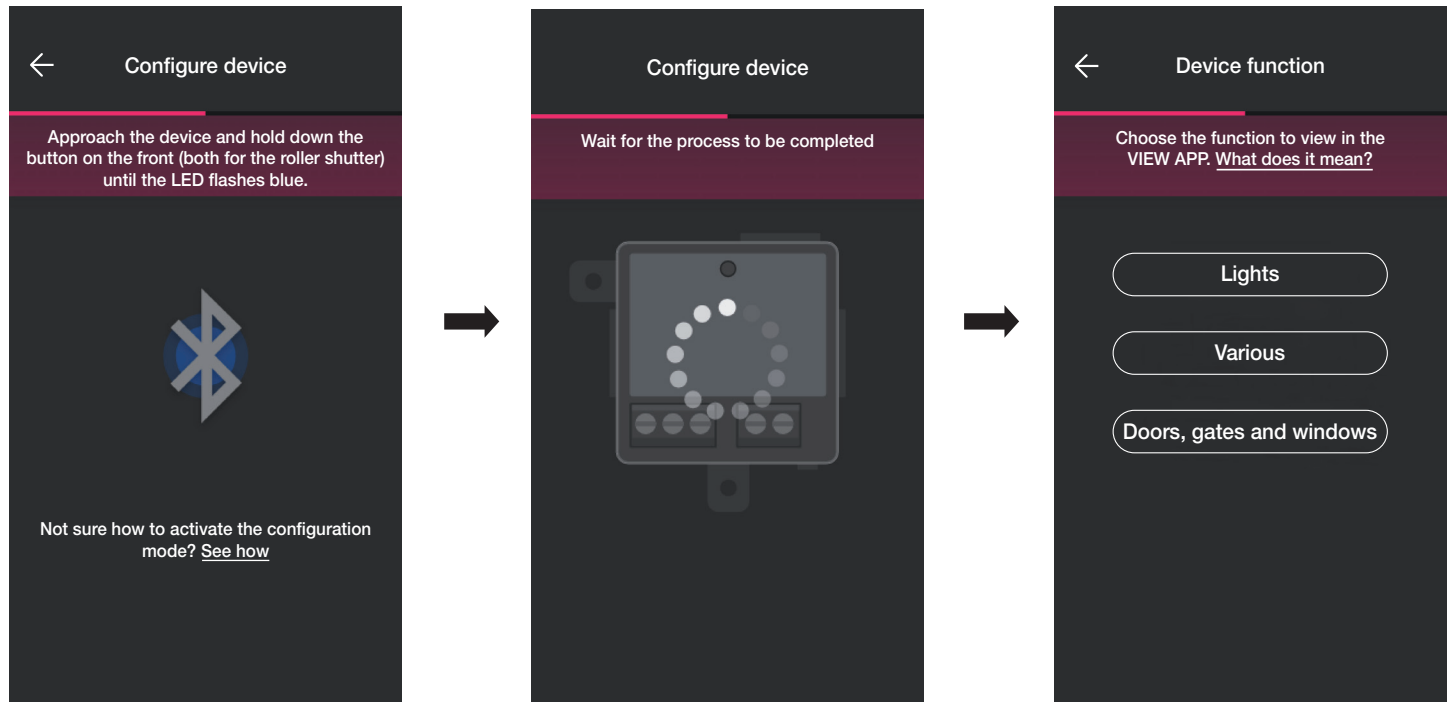 Configure device
Approach the device and hold down the
button on the front (both for the roller shutter)
until the LED flashes blue.
Not sure how to activate the configuration
mode? See how
Configure device
Wait for the process to be completed
Device function
Choose the function to view in the
VIEW APP. What does it mean?
Lights
Various
Doors, gates and windows